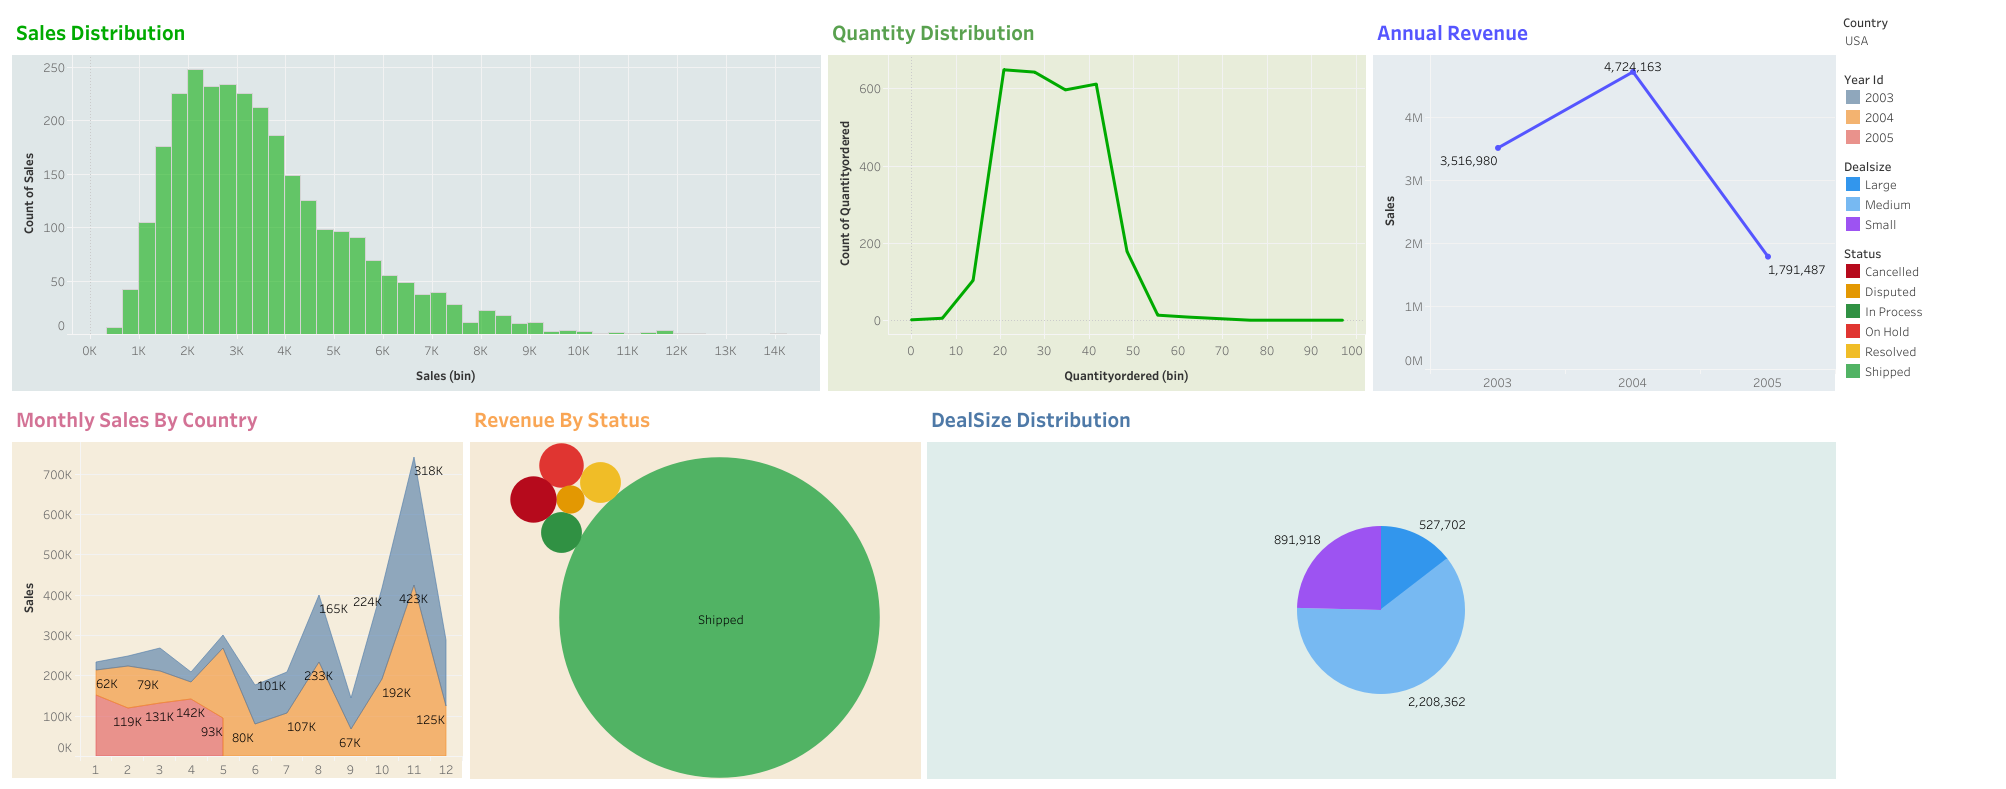 Sales Distribution
250
200
150
100
50
0
Count of Sales
0K 1K 2K 3K 4K 5K 6K 7K 8K 9K 10K 11K 12K 13K 14K
Sales (bin)
Quantity Distribution
600
400
200
0
Count of Quantityordered
0 10 20 30 40 50 60 70 80 90 100
Quantityordered (bin)
Annual Revenue
4,724,163
3,516,980
1,791,487
4M
3M
2M
1M
0M
Sales
2003 2004 2005
Country
USA
Year Id
2003
2004
2005
Dealsize
Large
Medium
Small
Status
Cancelled
Disputed
In Process
On Hold
Resolved
Shipped
Monthly Sales By Country
700K
600K
500K
400K
300K
200K
100K
0K
Sales
318K
165K 224K 423K
62K 79K 101K 233K 192K
119K 131K 142K 93K 80K 107K 67K 125K
1 2 3 4 5 6 7 8 9 10 11 12
Revenue By Status
Shipped
DealSize Distribution
527,702
891,918
2,208,362